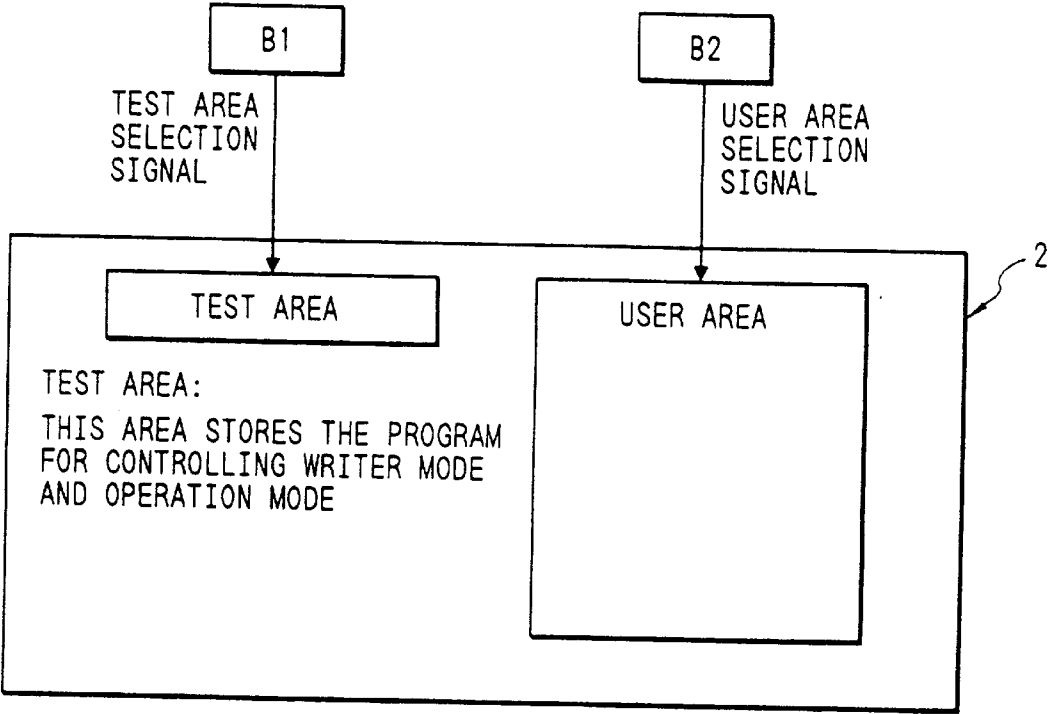 B1
B2
TEST AREA
SELECTION
SIGNAL
USER AREA
SELECTION
SIGNAL
2
TEST AREA
USER AREA
TEST AREA:
THIS AREA STORES THE PROGRAM
FOR CONTROLLING WRITER MODE
AND OPERATION MODE